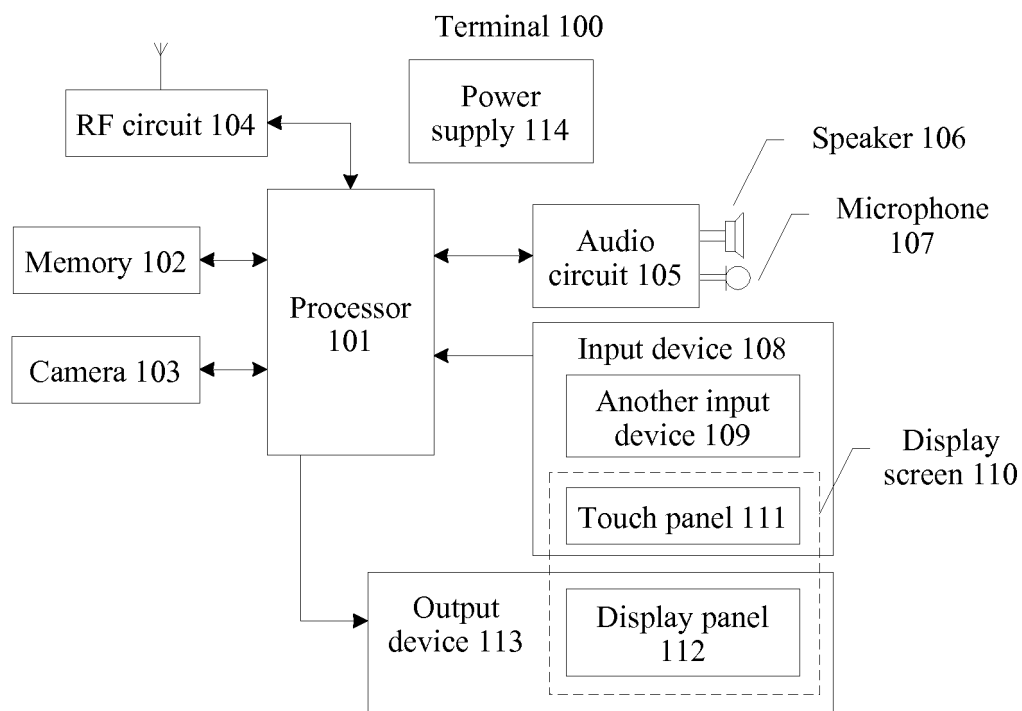 Terminal 100
RF circuit 104
Power
supply 114
Speaker 106
Microphone
107
Memory 102
Audio
circuit 105
Processor
101
Camera 103
Input device 108
Another input
device 109
Display
screen 110
Touch panel 111
Output
device 113
Display panel
112